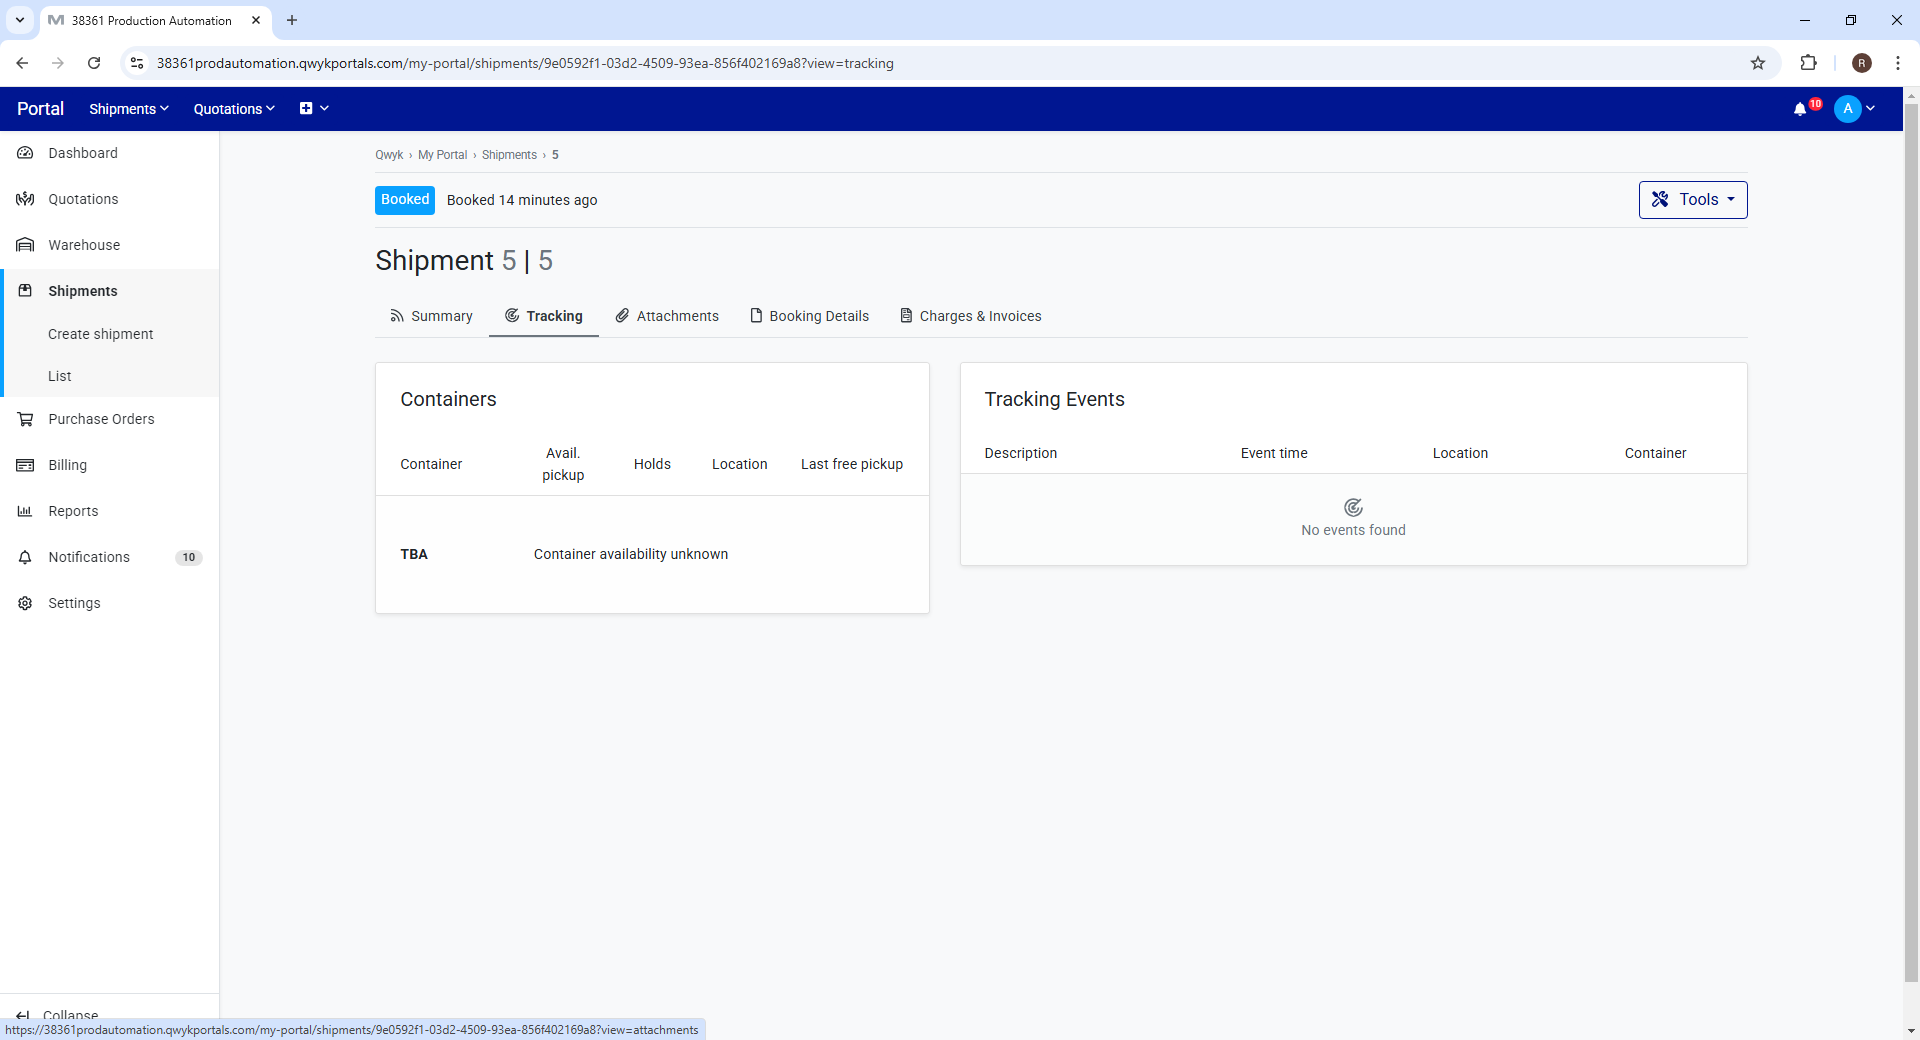 38361 Production Automation
38361prodautomation.qwykportals.com/my-portal/shipments/9e0592f1-03d2-4509-93ea-856f402169a8?view=tracking
R
Portal
Shipments
Quotations
10
A
Dashboard
Quotations
Warehouse
Shipments
Create shipment
List
Purchase Orders
Billing
Reports
Notifications
10
Settings
Collapse
Qwyk › My Portal › Shipments › 5
Booked
Booked 14 minutes ago
Tools
Shipment 5 | 5
Summary
Tracking
Attachments
Booking Details
Charges & Invoices
Containers
Container
Avail.
pickup
Holds
Location
Last free pickup
TBA
Container availability unknown
Tracking Events
Description
Event time
Location
Container
No events found
https://38361prodautomation.qwykportals.com/my-portal/shipments/9e0592f1-03d2-4509-93ea-856f402169a8?view=attachments